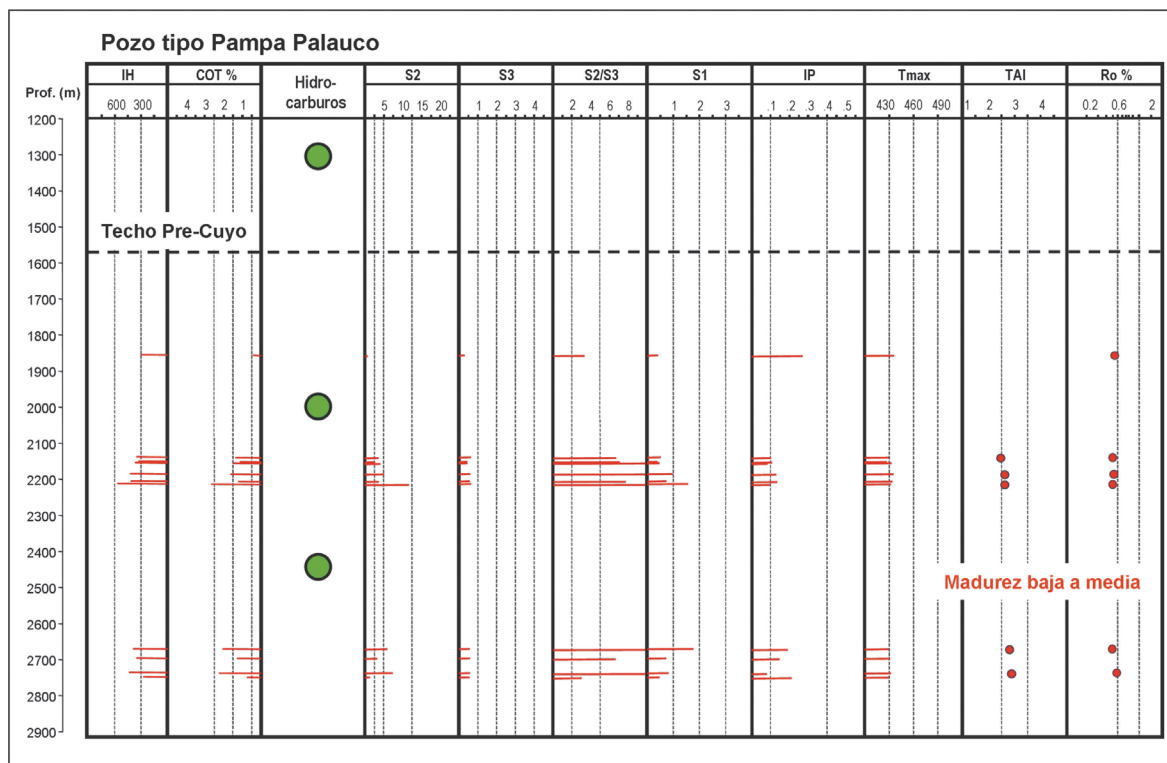 Pozo tipo Pampa Palauco
Prof. (m)
IH
COT %
Hidro-
carburos
S2
S3
S2/S3
S1
IP
Tmax
TAI
Ro %
600 300
4 3 2 1
5 10 15 20
1 2 3 4
2 4 6 8
1 2 3
.1 .2 .3 .4 .5
430 460 490
1 2 3 4
0.2 0.6 2
1200
1300
1400
1500
Techo Pre-Cuyo
1600
1700
1800
1900
2000
2100
2200
2300
2400
2500
Madurez baja a media
2600
2700
2800
2900